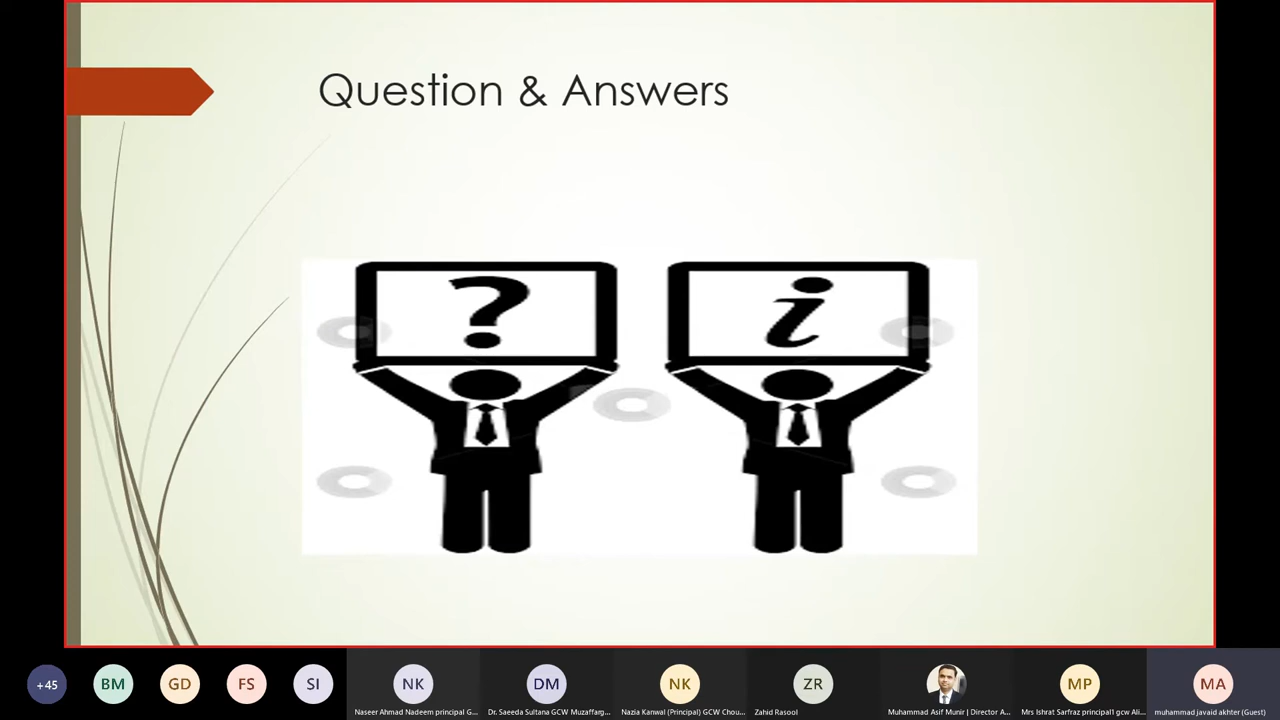 Question & Answers
?
i
+45
BM
GD
FS
SI
NK
DM
NK
ZR
MP
MA
Naseer Ahmad Nadeem principal G...
Dr. Saeeda Sultana GCW Muzaffarg...
Nazia Kanwal (Principal) GCW Chou...
Zahid Rasool
Muhammad Asif Munir | Director A...
Mrs Ishrat Sarfraz principal1 gcw Ali...
muhammad javaid akhter (Guest)